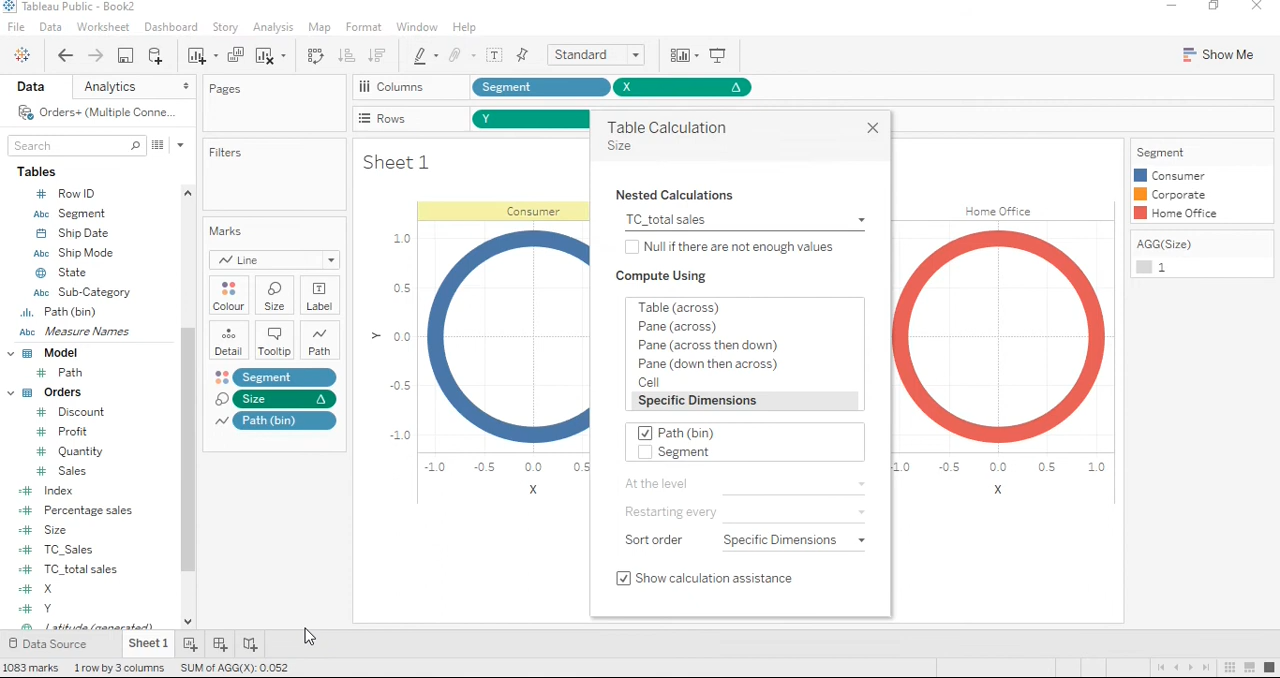 Tableau Public - Book2
File Data Worksheet Dashboard Story Analysis Map Format Window Help
Standard
Show Me
Data Analytics
Orders+ (Multiple Conne...
Search
Tables
# Row ID
Abc Segment
Ship Date
Abc Ship Mode
State
Abc Sub-Category
Path (bin)
Abc Measure Names
Model
# Path
Orders
# Discount
# Profit
# Quantity
# Sales
=# Index
=# Percentage sales
=# Size
=# TC_Sales
=# TC_total sales
=# X
=# Y
Latitude (generated)
Pages
Filters
Marks
Line
Colour Size Label
Detail Tooltip Path
Segment
Size Δ
Path (bin)
Columns Segment X Δ
Rows Y
Sheet 1
Consumer Home Office
1.0
0.5
Y 0.0
-0.5
-1.0
-1.0 -0.5 0.0 0.5
X
1.0 -0.5 0.0 0.5 1.0
X
Table Calculation
Size
Nested Calculations
TC_total sales
Null if there are not enough values
Compute Using
Table (across)
Pane (across)
Pane (across then down)
Pane (down then across)
Cell
Specific Dimensions
Path (bin)
Segment
At the level
Restarting every
Sort order Specific Dimensions
Show calculation assistance
Segment
Consumer
Corporate
Home Office
AGG(Size)
1
Data Source Sheet 1
1083 marks 1 row by 3 columns SUM of AGG(X): 0.052